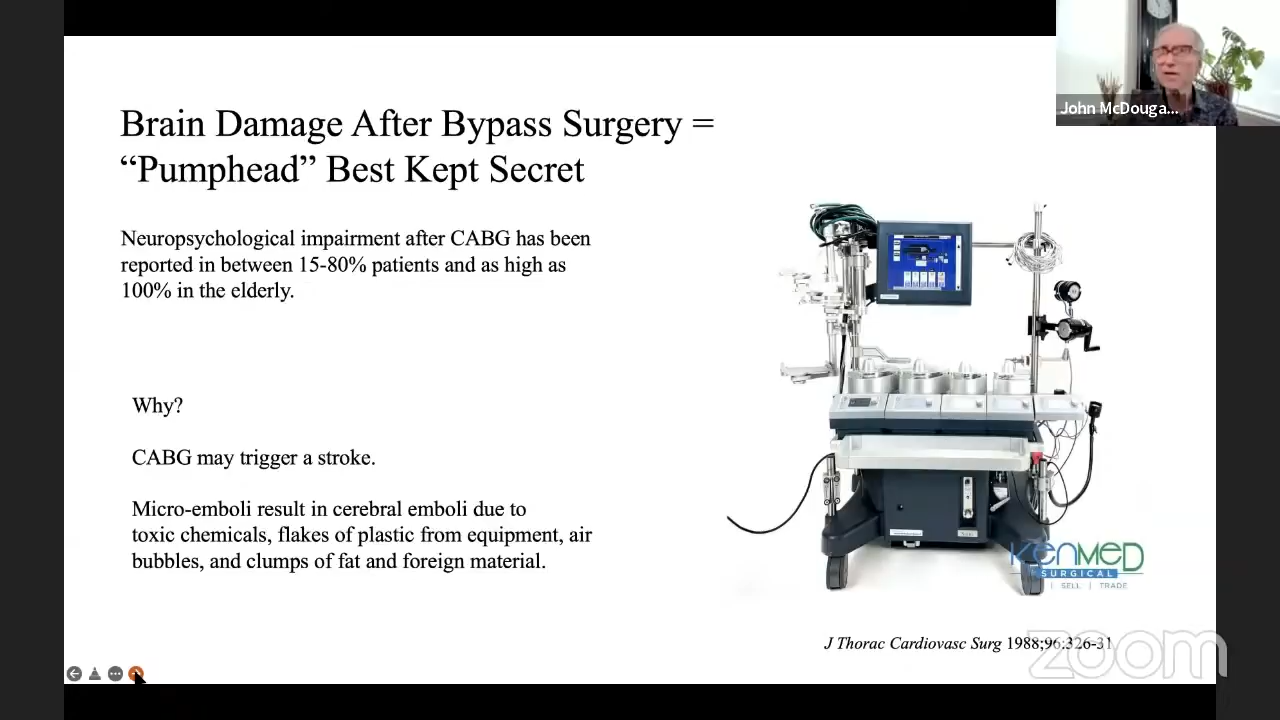 John McDouga...
Brain Damage After Bypass Surgery =
“Pumphead” Best Kept Secret
Neuropsychological impairment after CABG has been
reported in between 15-80% patients and as high as
100% in the elderly.
Why?
CABG may trigger a stroke.
Micro-emboli result in cerebral emboli due to
toxic chemicals, flakes of plastic from equipment, air
bubbles, and clumps of fat and foreign material.
KENMED
SURGICAL
| SELL | TRADE
J Thorac Cardiovasc Surg 1988;96:326-31
zoom